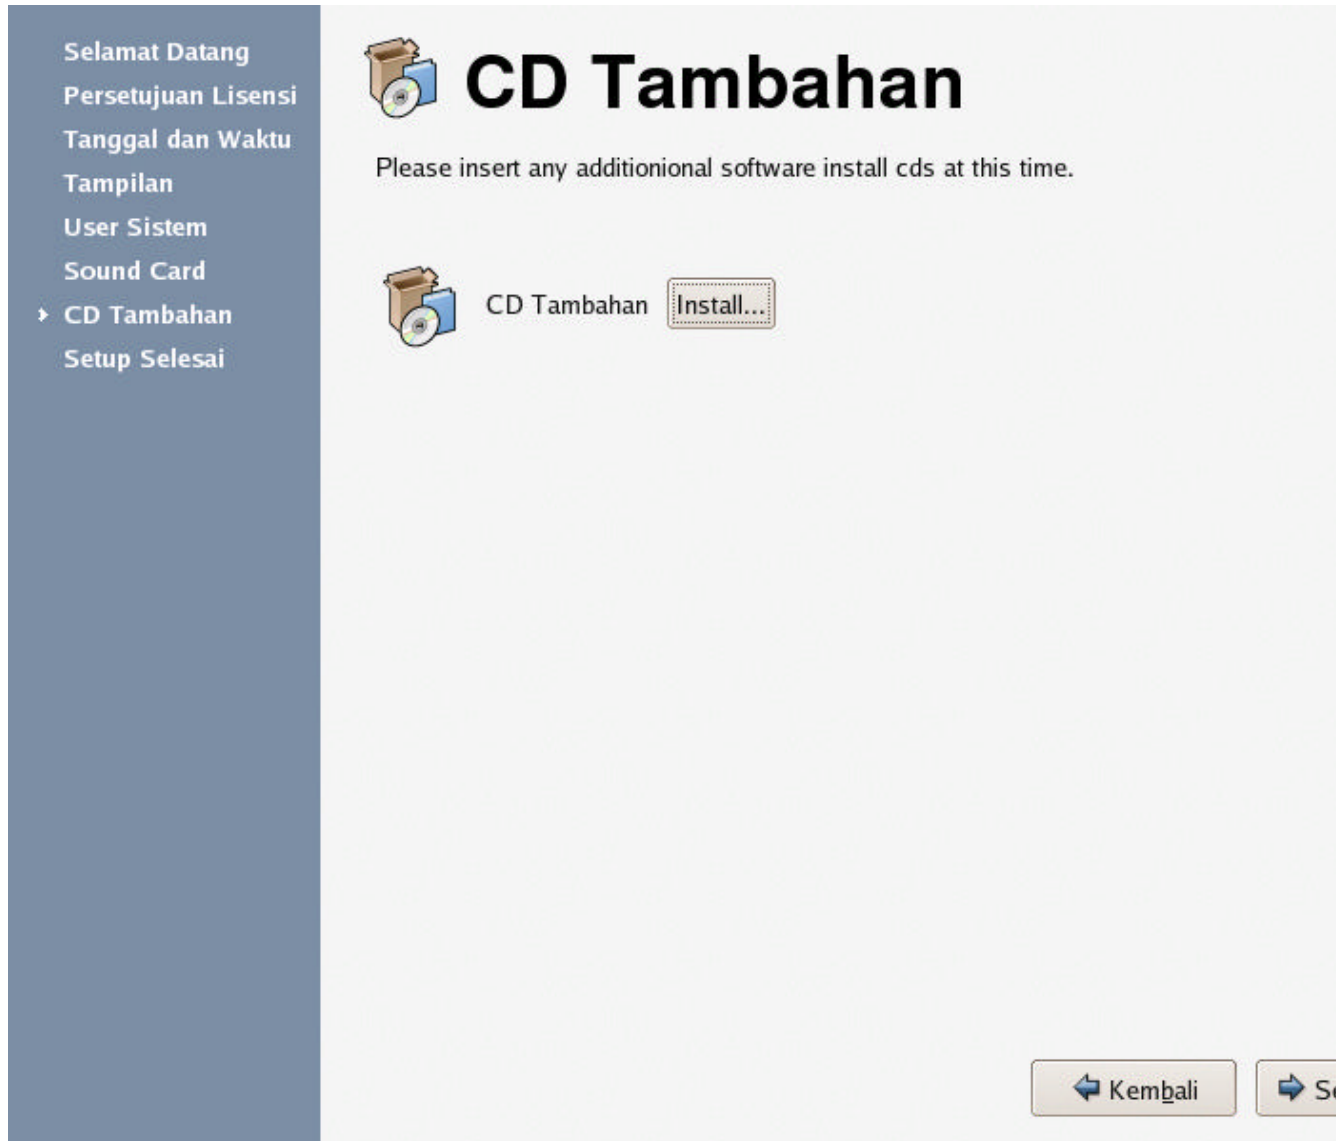 Selamat Datang
Persetujuan Lisensi
Tanggal dan Waktu
Tampilan
User Sistem
Sound Card
CD Tambahan
Setup Selesai
CD Tambahan
Please insert any additionional software install cds at this time.
CD Tambahan Install...
Kembali